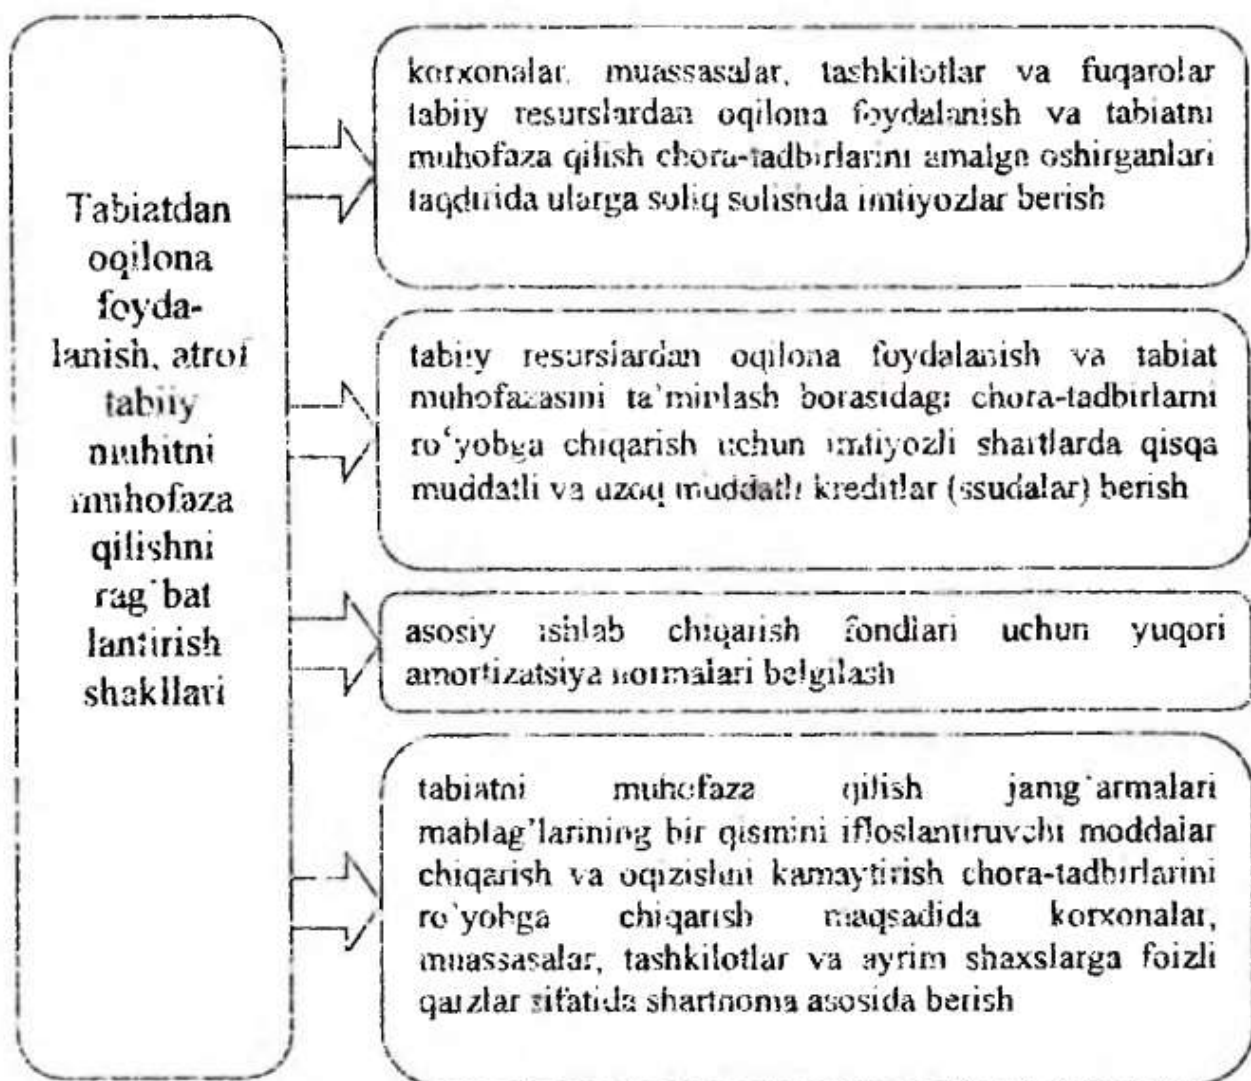 Tabiatdan
oqilona
foyda-
lanish, atrof
tabiiy
muhitni
muhofaza
qilishni
rag`bat
lantirish
shakllari
korxonalar, muassasalar, tashkilotlar va fuqarolar
tabiiy resurslardan oqilona foydalanish va tabiatni
muhofaza qilish chora-tadbirlarini amalga oshirganlari
taqdirida ularga soliq solishda imtiyozlar berish
tabiiy resurslardan oqilona foydalanish va tabiat
muhofazasini ta'minlash borasidagi chora-tadbirlarni
ro‘yobga chiqarish uchun imtiyozli shartlarda qisqa
muddatli va uzoq muddatli kreditlar (ssudalar) berish
asosiy ishlab chiqarish fondlari uchun yuqori
amortizatsiya normalari belgilash
tabiatni muhofaza qilish jamg`armalari
mablag’larining bir qismini ifloslantiruvchi moddalar
chiqarish va oqizishni kamaytirish chora-tadbirlarini
ro`yobga chiqarish maqsadida korxonalar,
muassasalar, tashkilotlar va ayrim shaxslarga foizli
qarzlar sifatida shartnoma asosida berish